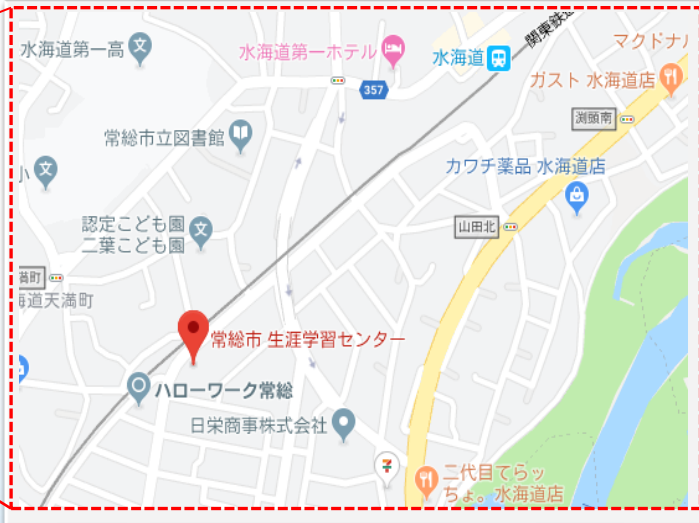 関東鉄道
マクドナル
水海道第一高
水海道第一ホテル
水海道
ガスト 水海道店
357
渕頭南
常総市立図書館
小
カワチ薬品 水海道店
山田北
認定こども園
二葉こども園
満町
海道天満町
常総市 生涯学習センター
ハローワーク常総
日栄商事株式会社
7
二代目てらッ
ちょ。水海道店